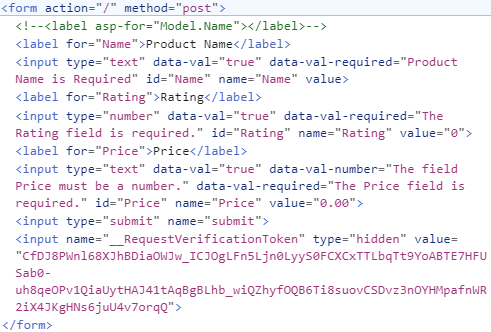 <form action="/" method="post">
<!--<label asp-for="Model.Name"></label>-->
<label for="Name">Product Name</label>
<input type="text" data-val="true" data-val-required="Product
Name is Required" id="Name" name="Name" value>
<label for="Rating">Rating</label>
<input type="number" data-val="true" data-val-required="The
Rating field is required." id="Rating" name="Rating" value="0">
<label for="Price">Price</label>
<input type="text" data-val="true" data-val-number="The field
Price must be a number." data-val-required="The Price field is
required." id="Price" name="Price" value="0.00">
<input type="submit" name="submit">
<input name="__RequestVerificationToken" type="hidden" value=
"CfDJ8PWnl68XJhBDiaOWJw_ICJOgLFn5Ljn0LyyS0FCXCxTTLbqTt9YoABTE7HFU
Sab0-
uh8qeOPv1QiaUytHAJ41tAqBgBLhb_wiQZhyfOQB6Ti8suovCSDvz3nOYHMpafnWR
2iX4JKgHNs6juU4v7orqQ">
</form>